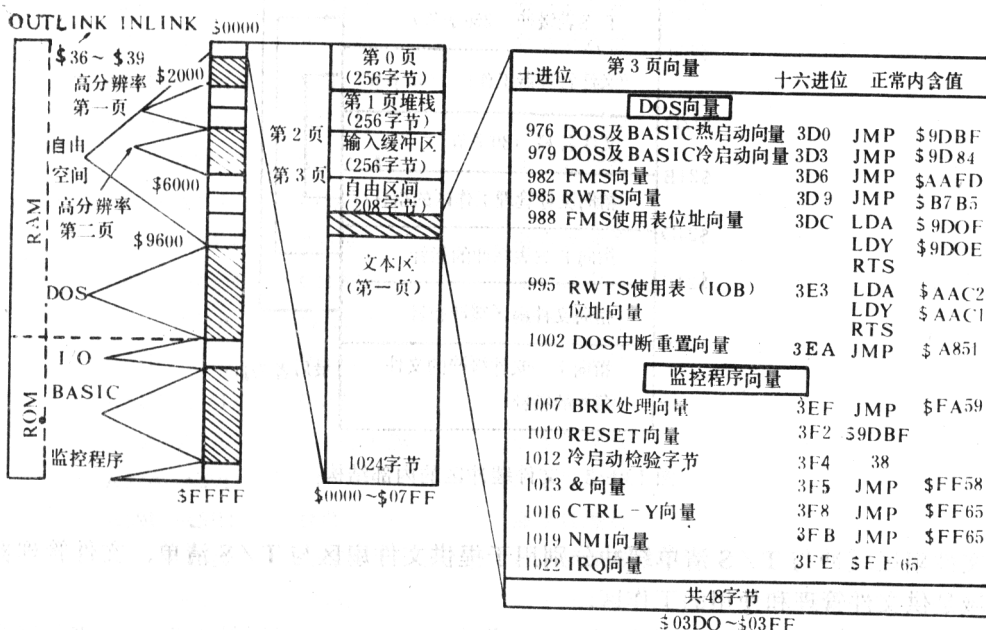 OUTLINK INLINK $0000
$36~ $39
高分辨率 $2000
第一页
自由
空间
$6000
高分辨率
第二页 $9600
RAM
DOS
I/O
BASIC
ROM
监控程序
$FFFF
第 0 页
(256字节)
第 1 页堆栈
(256字节)
第 2 页 输入缓冲区
(256字节)
第 3 页 自由区间
(208字节)
文本区
(第一页)
1024字节
$0000~$07FF
十进位 第 3 页向量 十六进位 正常内含值
DOS向量
976 DOS及BASIC热启动向量 3D0 JMP $9DBF
979 DOS及BASIC冷启动向量 3D3 JMP $9D84
982 FMS向量 3D6 JMP $AAFD
985 RWTS向量 3D9 JMP $B7B5
988 FMS使用表位址向量 3DC LDA $9DOF
LDY $9DOE
RTS
995 RWTS使用表（IOB） 3E3 LDA $AAC2
位址向量 LDY $AAC1
RTS
1002 DOS中断重置向量 3EA JMP $A851
监控程序向量
1007 BRK处理向量 3EF JMP $FA59
1010 RESET向量 3F2 $9DBF
1012 冷启动检验字节 3F4 38
1013 &向量 3F5 JMP $FF58
1016 CTRL-Y向量 3F8 JMP $FF65
1019 NMI向量 3FB JMP $FF65
1022 IRQ向量 3FE $FF65
共48字节
$03DO~$03FF